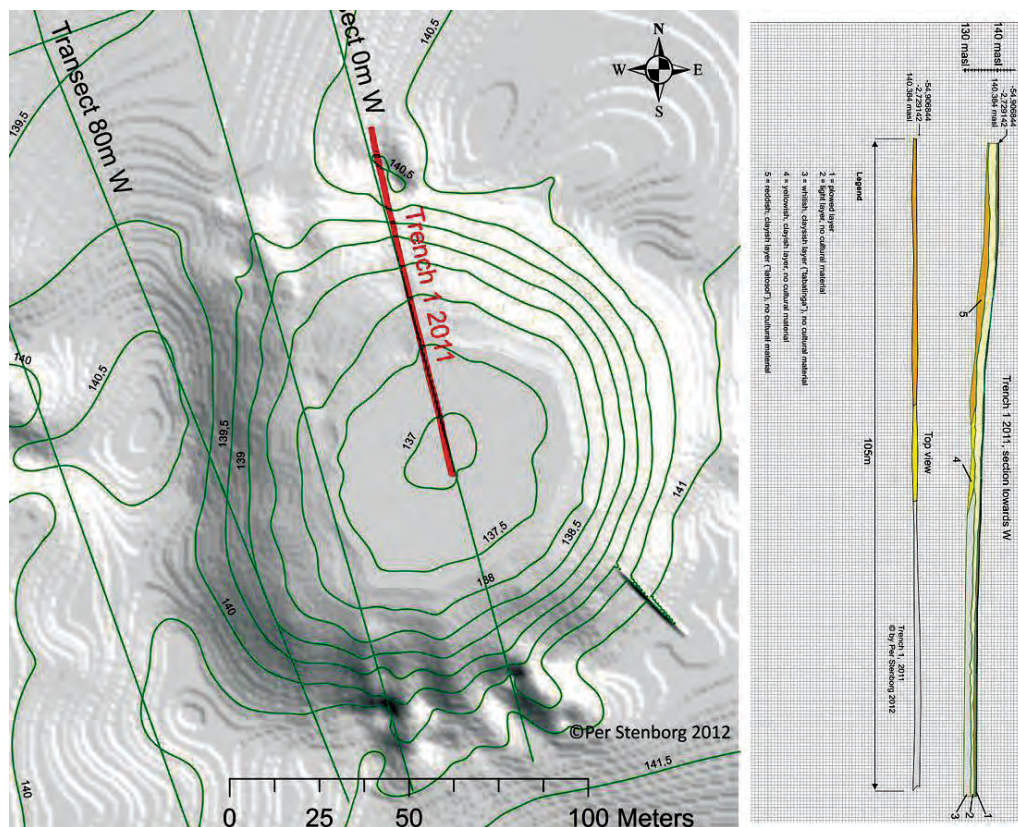 Transect 80m W
ect 0m W
N
W
E
S
140,5
139,5
140,5
Trench 1 2011
140
140,5
139,5
139
137
141
137,5
138,5
138
140
140
141,5
©Per Stenborg 2012
0 25 50 100 Meters
140 masl
130 masl
-54,906844
-2,729142
140.384 masl
-54,906844
-2,729142
140.384 masl
Trench 1 2011, section towards W
5
4
1
2
3
Top view
105m
Legend
1 = plowed layer
2 = light layer, no cultural material
3 = whitish, clayish layer ("tabatinga"), no cultural material
4 = yellowish, clayish layer, no cultural material
5 = reddish, clayish layer ("latosol"), no cultural material
Trench 1, 2011
© by Per Stenborg 2012